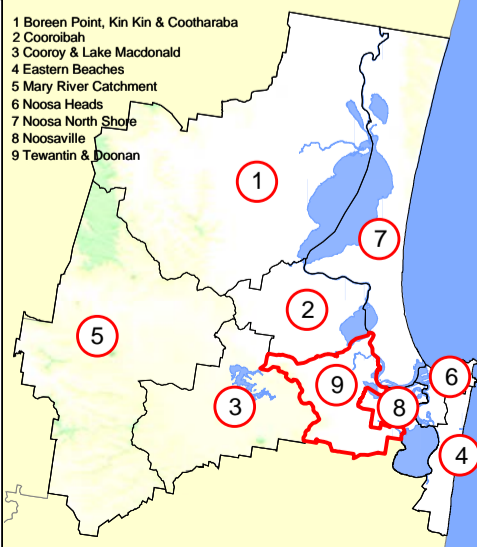 1 Boreen Point, Kin Kin & Cootharaba
2 Cooroibah
3 Cooroy & Lake Macdonald
4 Eastern Beaches
5 Mary River Catchment
6 Noosa Heads
7 Noosa North Shore
8 Noosaville
9 Tewantin & Doonan
1
7
2
5
6
9
3
8
4